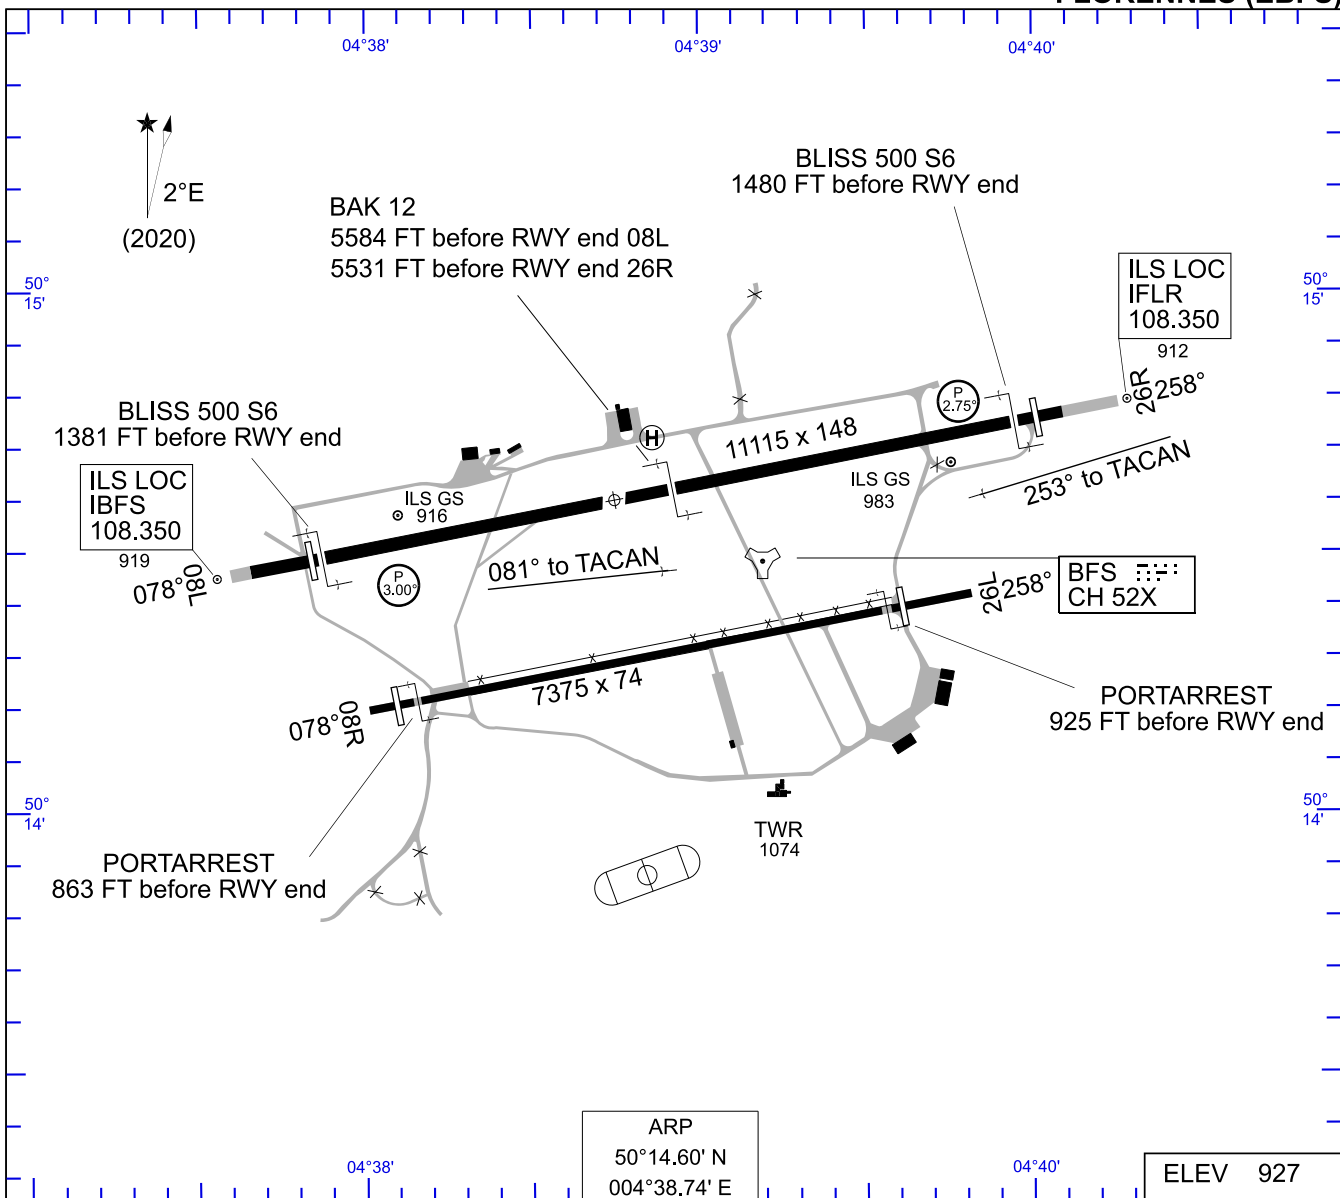 04°38'
04°39'
04°40'
2°E
(2020)
BAK 12
5584 FT before RWY end 08L
5531 FT before RWY end 26R
BLISS 500 S6
1480 FT before RWY end
50°
15'
50°
15'
ILS LOC
IFLR
108.350
912
26R
258°
P
2.75°
BLISS 500 S6
1381 FT before RWY end
H
11115 x 148
ILS LOC
IBFS
108.350
919
ILS GS
916
ILS GS
983
253° to TACAN
078°
08L
P
3.00°
081° to TACAN
BFS
CH 52X
26L
258°
7375 x 74
078°
08R
PORTARREST
925 FT before RWY end
50°
14'
50°
14'
TWR
1074
PORTARREST
863 FT before RWY end
ARP
50°14.60' N
004°38.74' E
04°38'
04°40'
ELEV 927